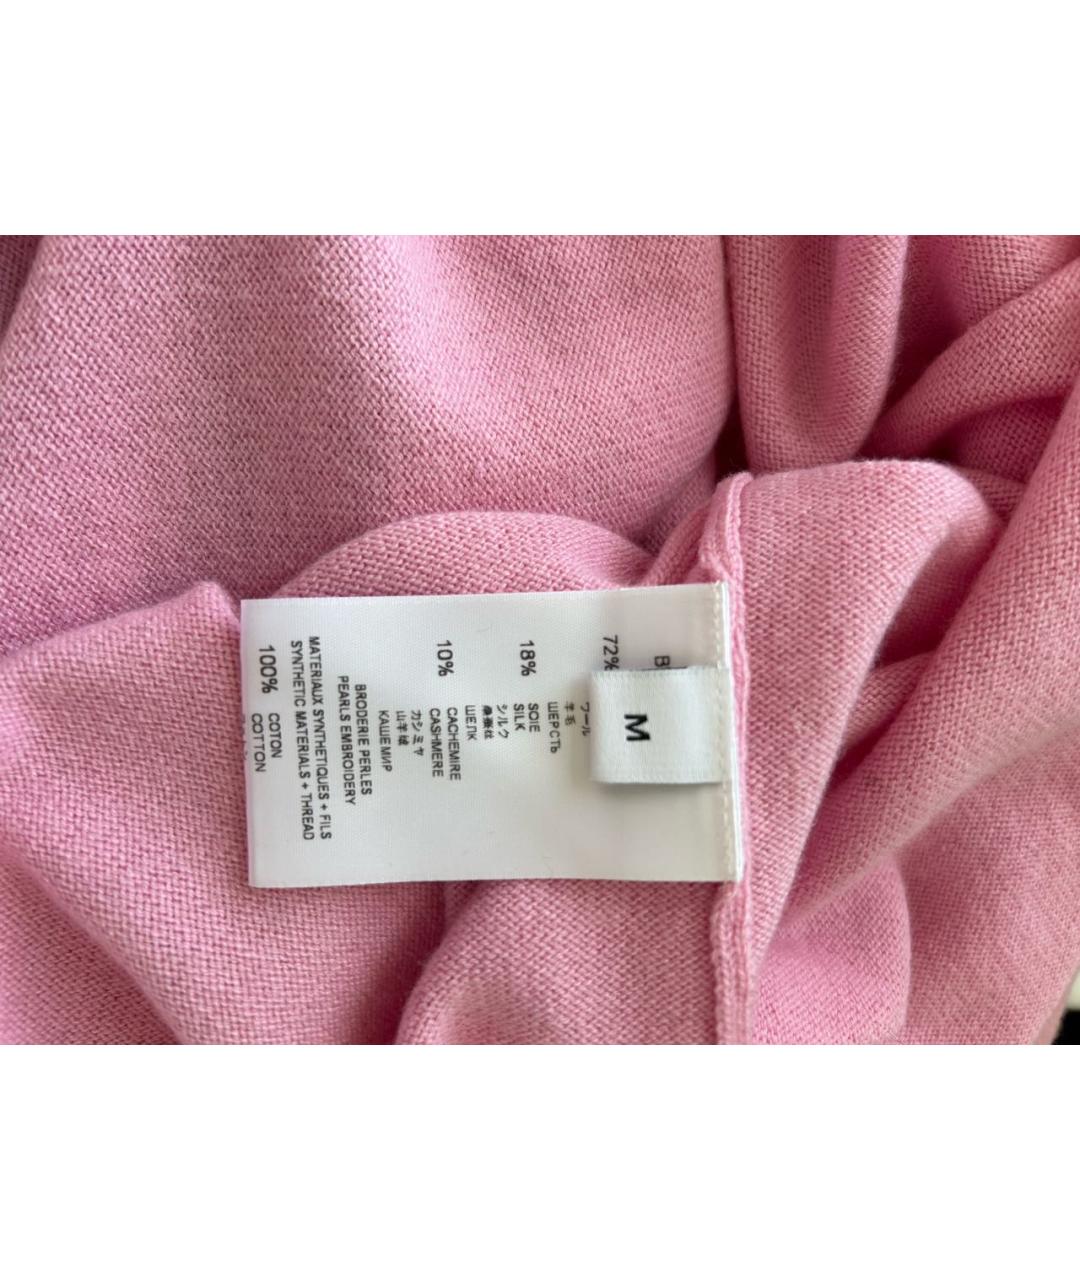 M
72%
ウール
羊毛
ШЕРСТЬ
18% SOIE
SILK
シルク
桑蚕丝
ШЕЛК
10% CACHEMIRE
CASHMERE
カシミヤ
山羊绒
КАШЕМИР
BRODERIE PERLES
PEARLS EMBROIDERY
MATERIAUX SYNTHETIQUES + FILS
SYNTHETIC MATERIALS + THREAD
100% COTON
COTTON